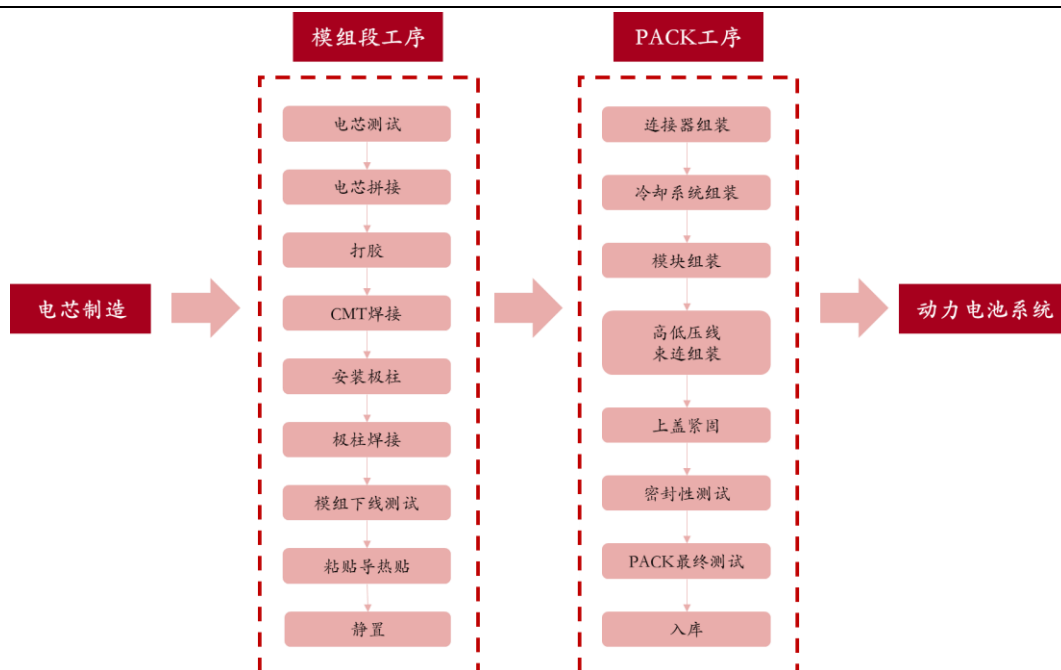 模组段工序
PACK工序
电芯制造
电芯测试
电芯拼接
打胶
CMT焊接
安装极柱
极柱焊接
模组下线测试
粘贴导热贴
静置
连接器组装
冷却系统组装
模块组装
高低压线
束连组装
上盖紧固
密封性测试
PACK最终测试
入库
动力电池系统